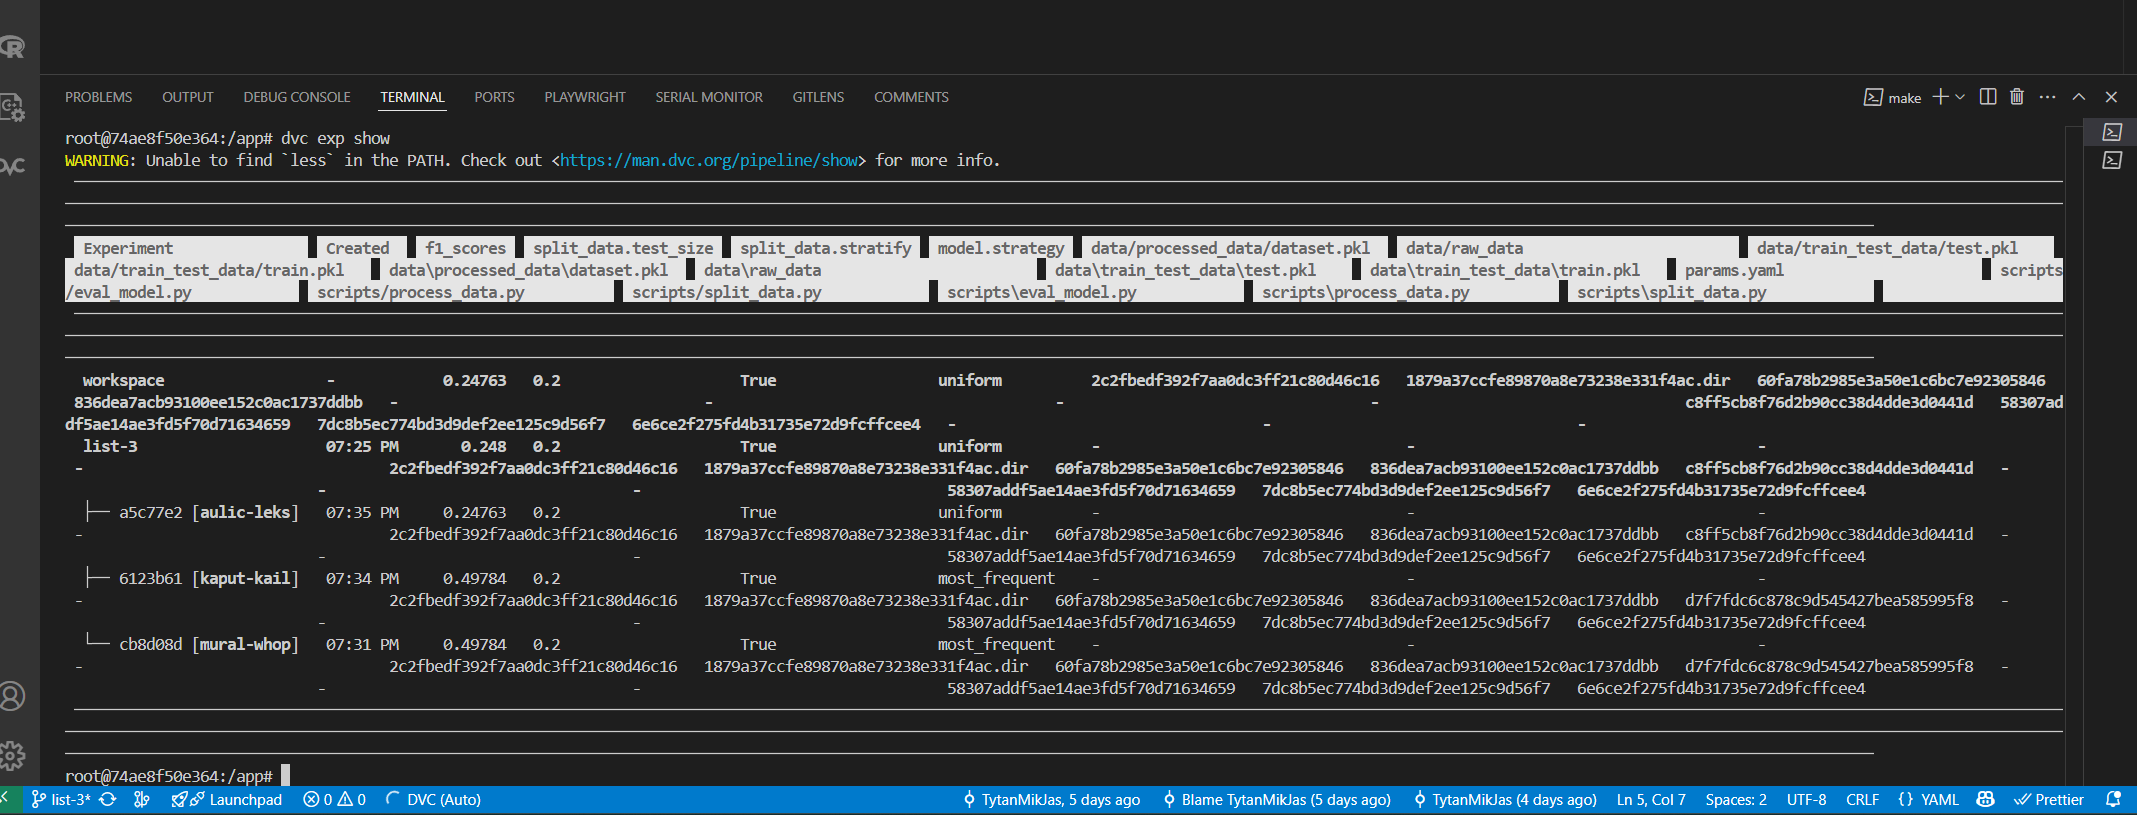 PROBLEMS OUTPUT DEBUG CONSOLE TERMINAL PORTS PLAYWRIGHT SERIAL MONITOR GITLENS COMMENTS make
root@74ae8f50e364:/app# dvc exp show
WARNING: Unable to find `less` in the PATH. Check out <https://man.dvc.org/pipeline/show> for more info.
Experiment Created f1_scores split_data.test_size split_data.stratify model.strategy data/processed_data/dataset.pkl data/raw_data data/train_test_data/test.pkl
data/train_test_data/train.pkl data\processed_data\dataset.pkl data\raw_data data\train_test_data\test.pkl data\train_test_data\train.pkl params.yaml scripts
/eval_model.py scripts/process_data.py scripts/split_data.py scripts\eval_model.py scripts\process_data.py scripts\split_data.py
workspace - 0.24763 0.2 True uniform 2c2fbedf392f7aa0dc3ff21c80d46c16 1879a37ccfe89870a8e73238e331f4ac.dir 60fa78b2985e3a50e1c6bc7e92305846
836dea7acb93100ee152c0ac1737ddbb - - - - c8ff5cb8f76d2b90cc38d4dde3d0441d 58307ad
df5ae14ae3fd5f70d71634659 7dc8b5ec774bd3d9def2ee125c9d56f7 6e6ce2f275fd4b31735e72d9fcffcee4 - - -
list-3 07:25 PM 0.248 0.2 True uniform - - -
- 2c2fbedf392f7aa0dc3ff21c80d46c16 1879a37ccfe89870a8e73238e331f4ac.dir 60fa78b2985e3a50e1c6bc7e92305846 836dea7acb93100ee152c0ac1737ddbb c8ff5cb8f76d2b90cc38d4dde3d0441d -
- - 58307addf5ae14ae3fd5f70d71634659 7dc8b5ec774bd3d9def2ee125c9d56f7 6e6ce2f275fd4b31735e72d9fcffcee4
├── a5c77e2 [aulic-leks] 07:35 PM 0.24763 0.2 True uniform - - -
- 2c2fbedf392f7aa0dc3ff21c80d46c16 1879a37ccfe89870a8e73238e331f4ac.dir 60fa78b2985e3a50e1c6bc7e92305846 836dea7acb93100ee152c0ac1737ddbb c8ff5cb8f76d2b90cc38d4dde3d0441d -
- - 58307addf5ae14ae3fd5f70d71634659 7dc8b5ec774bd3d9def2ee125c9d56f7 6e6ce2f275fd4b31735e72d9fcffcee4
├── 6123b61 [kaput-kail] 07:34 PM 0.49784 0.2 True most_frequent - - -
- 2c2fbedf392f7aa0dc3ff21c80d46c16 1879a37ccfe89870a8e73238e331f4ac.dir 60fa78b2985e3a50e1c6bc7e92305846 836dea7acb93100ee152c0ac1737ddbb d7f7fdc6c878c9d545427bea585995f8 -
- - 58307addf5ae14ae3fd5f70d71634659 7dc8b5ec774bd3d9def2ee125c9d56f7 6e6ce2f275fd4b31735e72d9fcffcee4
└── cb8d08d [mural-whop] 07:31 PM 0.49784 0.2 True most_frequent - - -
- 2c2fbedf392f7aa0dc3ff21c80d46c16 1879a37ccfe89870a8e73238e331f4ac.dir 60fa78b2985e3a50e1c6bc7e92305846 836dea7acb93100ee152c0ac1737ddbb d7f7fdc6c878c9d545427bea585995f8 -
- - 58307addf5ae14ae3fd5f70d71634659 7dc8b5ec774bd3d9def2ee125c9d56f7 6e6ce2f275fd4b31735e72d9fcffcee4
root@74ae8f50e364:/app#
list-3* Launchpad 0 0 DVC (Auto) TytanMikJas, 5 days ago Blame TytanMikJas (5 days ago) TytanMikJas (4 days ago) Ln 5, Col 7 Spaces: 2 UTF-8 CRLF {} YAML Prettier